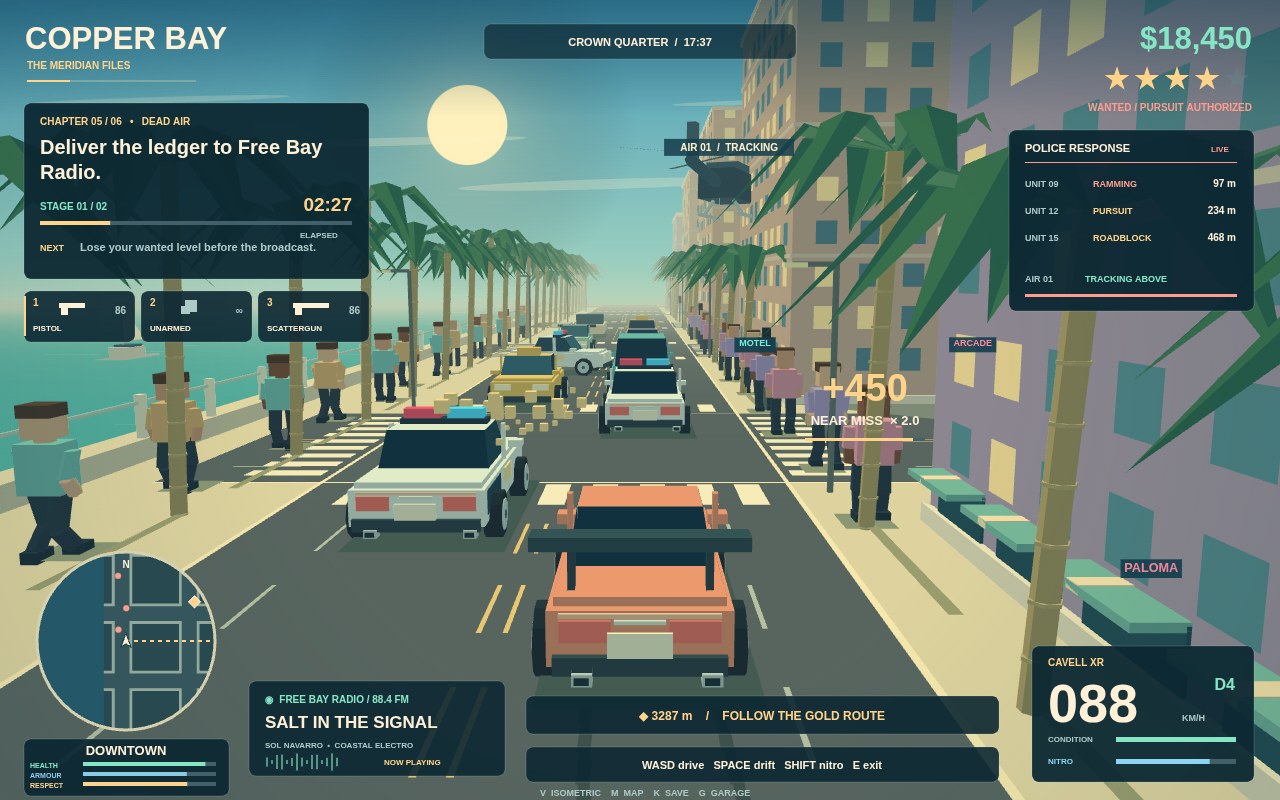 COPPER BAY
THE MERIDIAN FILES
CROWN QUARTER / 17:37
$18,450
★★★★
WANTED / PURSUIT AUTHORIZED
CHAPTER 05 / 06 • DEAD AIR
Deliver the ledger to Free Bay
Radio.
STAGE 01 / 02
02:27
ELAPSED
NEXT Lose your wanted level before the broadcast.
1
86
PISTOL
2
∞
UNARMED
3
86
SCATTERGUN
AIR 01 / TRACKING
POLICE RESPONSE
LIVE
UNIT 09 RAMMING 97 m
UNIT 12 PURSUIT 234 m
UNIT 15 ROADBLOCK 468 m
AIR 01 TRACKING ABOVE
MOTEL
ARCADE
+450
NEAR MISS × 2.0
PALOMA
N
DOWNTOWN
HEALTH
ARMOUR
RESPECT
FREE BAY RADIO / 88.4 FM
SALT IN THE SIGNAL
SOL NAVARRO • COASTAL ELECTRO
NOW PLAYING
◆ 3287 m / FOLLOW THE GOLD ROUTE
WASD drive SPACE drift SHIFT nitro E exit
V ISOMETRIC M MAP K SAVE G GARAGE
CAVELL XR
088
D4
KM/H
CONDITION
NITRO